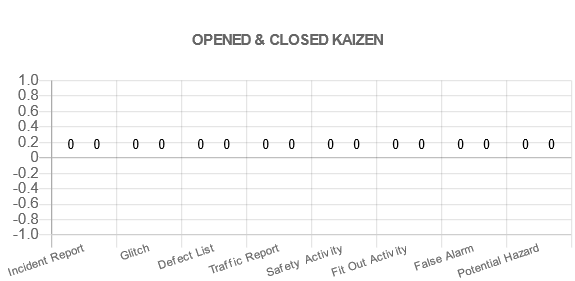 OPENED & CLOSED KAIZEN
1.0
0.8
0.6
0.4
0.2
0 0 0 0 0 0 0 0 0 0 0 0 0 0 0 0
0
-0.2
-0.4
-0.6
-0.8
-1.0
Incident Report
Glitch
Defect List
Traffic Report
Safety Activity
Fit Out Activity
False Alarm
Potential Hazard